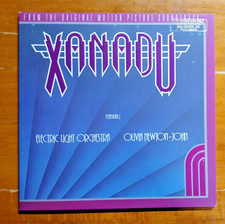 FROM THE ORIGINAL MOTION PICTURE SOUNDTRACK
XANADU
FEATURING
ELECTRIC LIGHT ORCHESTRA OLIVIA NEWTON-JOHN